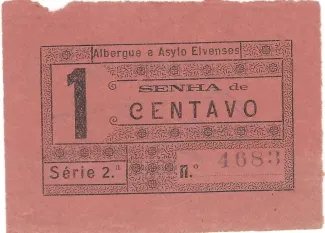 Albergue e Asylo Elvenses
1
SENHA de
CENTAVO
Série 2.ª
n.º 4683